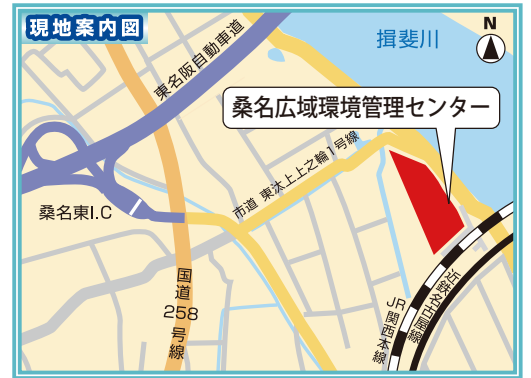 現地案内図
N
揖斐川
東名阪自動車道
桑名広域環境管理センター
市道 東汰上上之輪1号線
桑名東I.C
国道258号線
JR関西本線
近鉄名古屋線